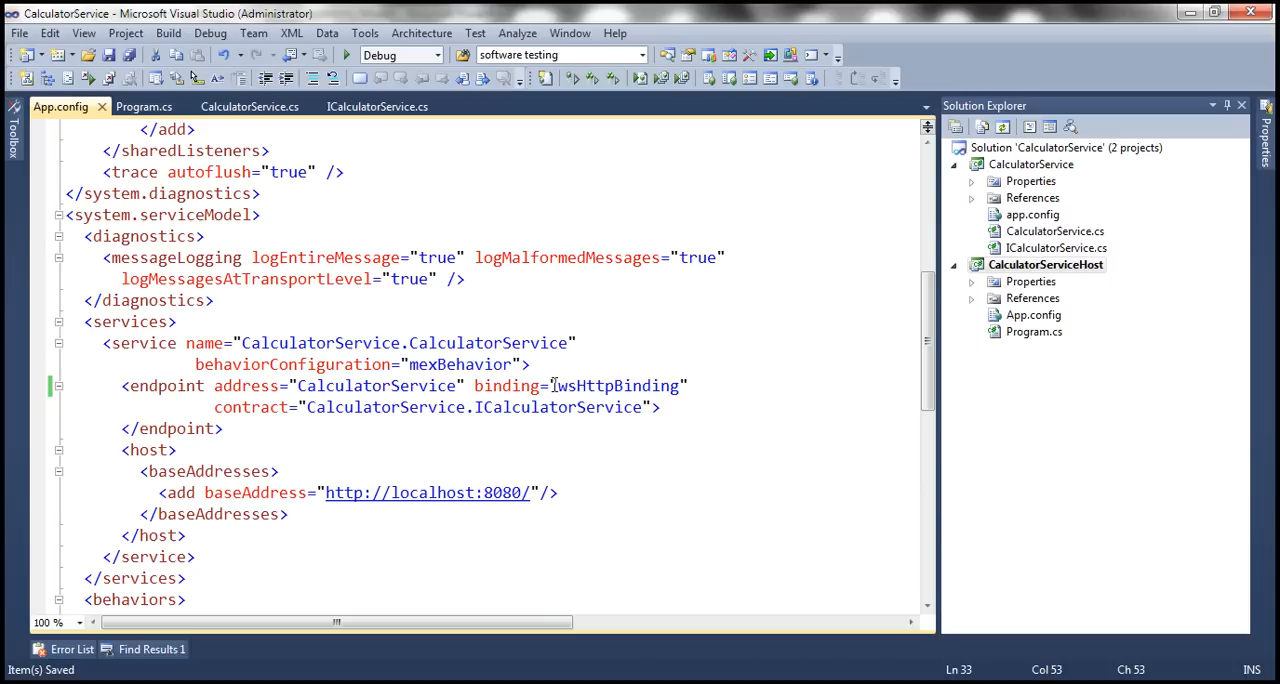 CalculatorService - Microsoft Visual Studio (Administrator)
File Edit View Project Build Debug Team XML Data Tools Architecture Test Analyze Window Help
Debug software testing
App.config Program.cs CalculatorService.cs ICalculatorService.cs
Toolbox
</add>
</sharedListeners>
<trace autoflush="true" />
</system.diagnostics>
<system.serviceModel>
<diagnostics>
<messageLogging logEntireMessage="true" logMalformedMessages="true"
logMessagesAtTransportLevel="true" />
</diagnostics>
<services>
<service name="CalculatorService.CalculatorService"
behaviorConfiguration="mexBehavior">
<endpoint address="CalculatorService" binding="wsHttpBinding"
contract="CalculatorService.ICalculatorService">
</endpoint>
<host>
<baseAddresses>
<add baseAddress="http://localhost:8080/"/>
</baseAddresses>
</host>
</service>
</services>
<behaviors>
100 %
Solution Explorer
Solution 'CalculatorService' (2 projects)
CalculatorService
Properties
References
app.config
CalculatorService.cs
ICalculatorService.cs
CalculatorServiceHost
Properties
References
App.config
Program.cs
Properties
Error List Find Results 1
Item(s) Saved Ln 33 Col 53 Ch 53 INS